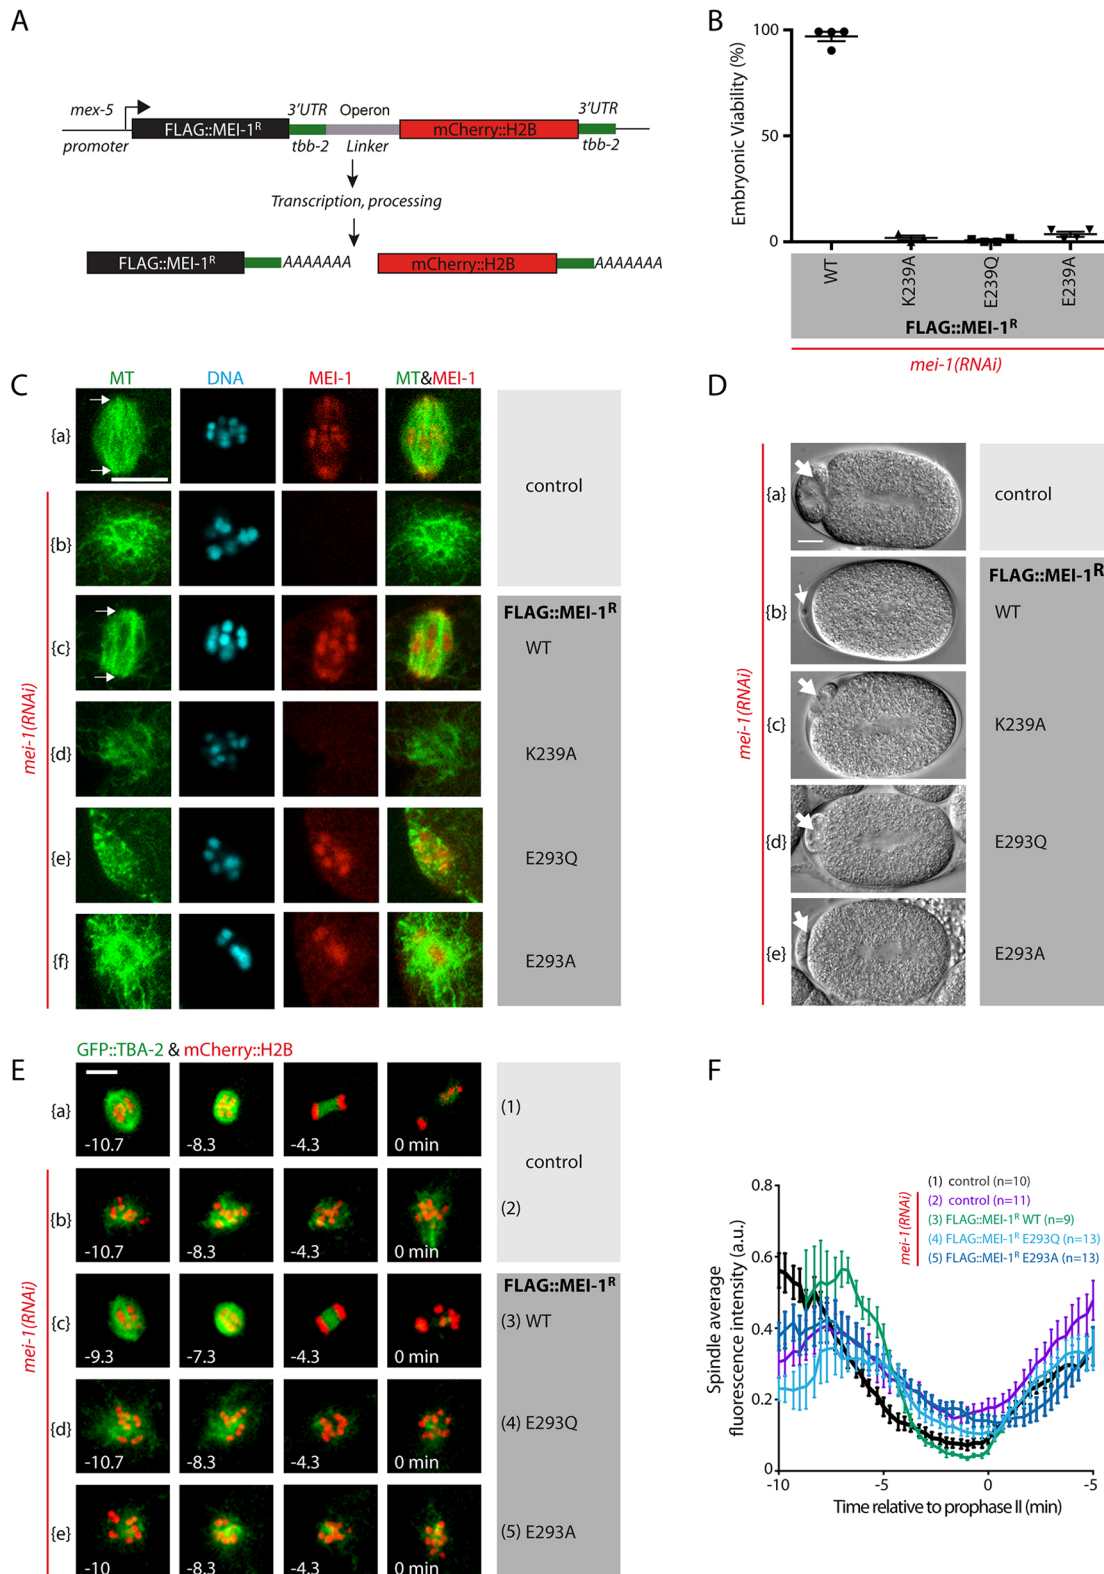 A
mex-5
3'UTR
Operon
3'UTR
FLAG::MEI-1R
mCherry::H2B
promoter
tbb-2
Linker
tbb-2
Transcription, processing
FLAG::MEI-1R
AAAAAAA
mCherry::H2B
AAAAAAA
B
Embryonic Viability (%)
100
50
0
WT
K239A
E239Q
E239A
FLAG::MEI-1R
mei-1(RNAi)
C
MT
DNA
MEI-1
MT&MEI-1
{a}
{b}
control
mei-1(RNAi)
FLAG::MEI-1R
{c}
WT
{d}
K239A
{e}
E293Q
{f}
E293A
D
{a}
control
mei-1(RNAi)
FLAG::MEI-1R
{b}
WT
{c}
K239A
{d}
E293Q
{e}
E293A
E
GFP::TBA-2 & mCherry::H2B
{a}
(1)
-10.7
-8.3
-4.3
0 min
control
{b}
(2)
-10.7
-8.3
-4.3
0 min
mei-1(RNAi)
FLAG::MEI-1R
{c}
(3) WT
-9.3
-7.3
-4.3
0 min
{d}
(4) E293Q
-10.7
-8.3
-4.3
0 min
{e}
(5) E293A
-10
-8.3
-4.3
0 min
F
(1) control (n=10)
mei-1(RNAi)
(2) control (n=11)
(3) FLAG::MEI-1R WT (n=9)
(4) FLAG::MEI-1R E293Q (n=13)
(5) FLAG::MEI-1R E293A (n=13)
Spindle average
fluorescence intensity (a.u.)
0.8
0.6
0.4
0.2
0
-10
-5
0
-5
Time relative to prophase II (min)